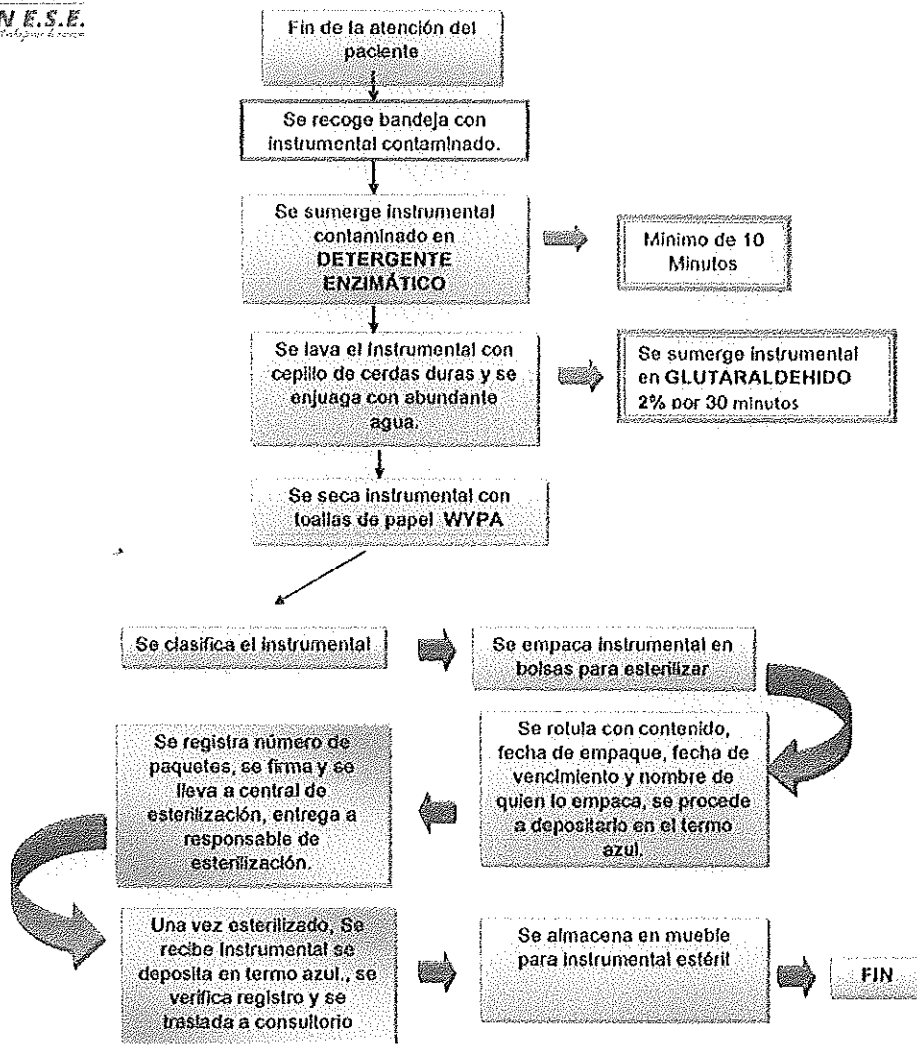 N E.S.E.
Fin de la atención del
paciente
Se recoge bandeja con
instrumental contaminado.
Se sumerge instrumental
contaminado en
DETERGENTE
ENZIMÁTICO
Mínimo de 10
Minutos
Se lava el Instrumental con
cepillo de cerdas duras y se
enjuaga con abundante
agua.
Se sumerge instrumental
en GLUTARALDEHIDO
2% por 30 minutos
Se seca instrumental con
toallas de papel WYPA
Se clasifica el instrumental
Se empaca instrumental en
bolsas para esterilizar
Se rotula con contenido,
fecha de empaque, fecha de
vencimiento y nombre de
quien lo empaca, se procede
a depositarlo en el termo
azul.
Se registra número de
paquetes, se firma y se
lleva a central de
esterilización, entrega a
responsable de
esterilización.
Una vez esterilizado, Se
recibe Instrumental se
deposita en termo azul., se
verifica registro y se
traslada a consultorio
Se almacena en mueble
para instrumental estéril
FIN